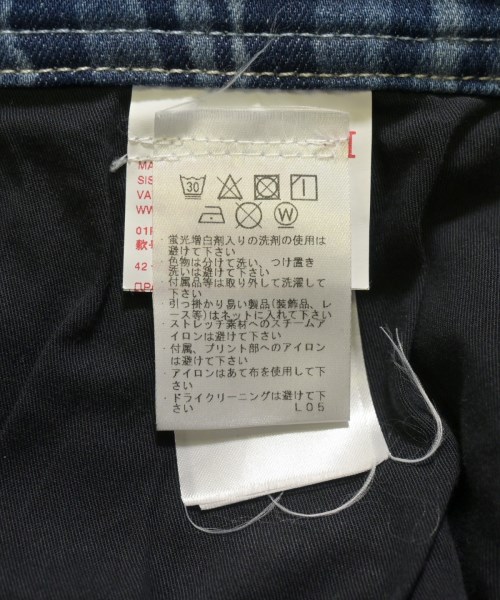 MA
SIS
VA
WW
01F
款
42
ПРА
30
W
・蛍光増白剤入りの洗剤の使用は
避けて下さい
・色物は分けて洗い、つけ置き
洗いは避けて下さい
・付属品等は取り外して洗濯して
下さい
・引っ掛かり易い製品(装飾品、レ
ース等)はネットに入れて下さい
・ストレッチ素材へのスチームア
イロンは避けて下さい
・付属、プリント部へのアイロン
は避けて下さい
・アイロンはあて布を使用して下
さい
・ドライクリーニングは避けて下
さい L05